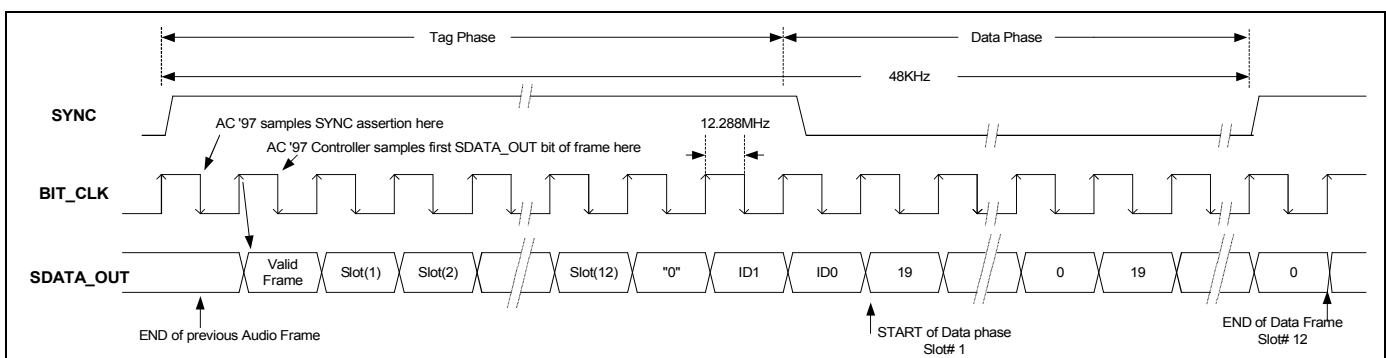 Tag Phase
Data Phase
48KHz
SYNC
AC '97 samples SYNC assertion here
12.288MHz
AC '97 Controller samples first SDATA_OUT bit of frame here
BIT_CLK
SDATA_OUT
Valid
Frame
Slot(1)
Slot(2)
Slot(12)
"0"
ID1
ID0
19
0
19
0
END of previous Audio Frame
START of Data phase
Slot# 1
END of Data Frame
Slot# 12